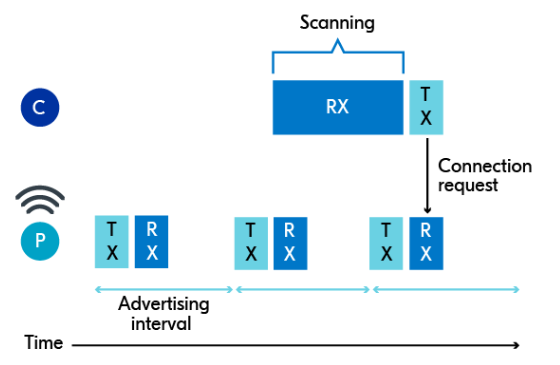 Scanning
C
RX
T
X
Connection
request
P
T
X
R
X
T
X
R
X
T
X
R
X
Advertising
interval
Time